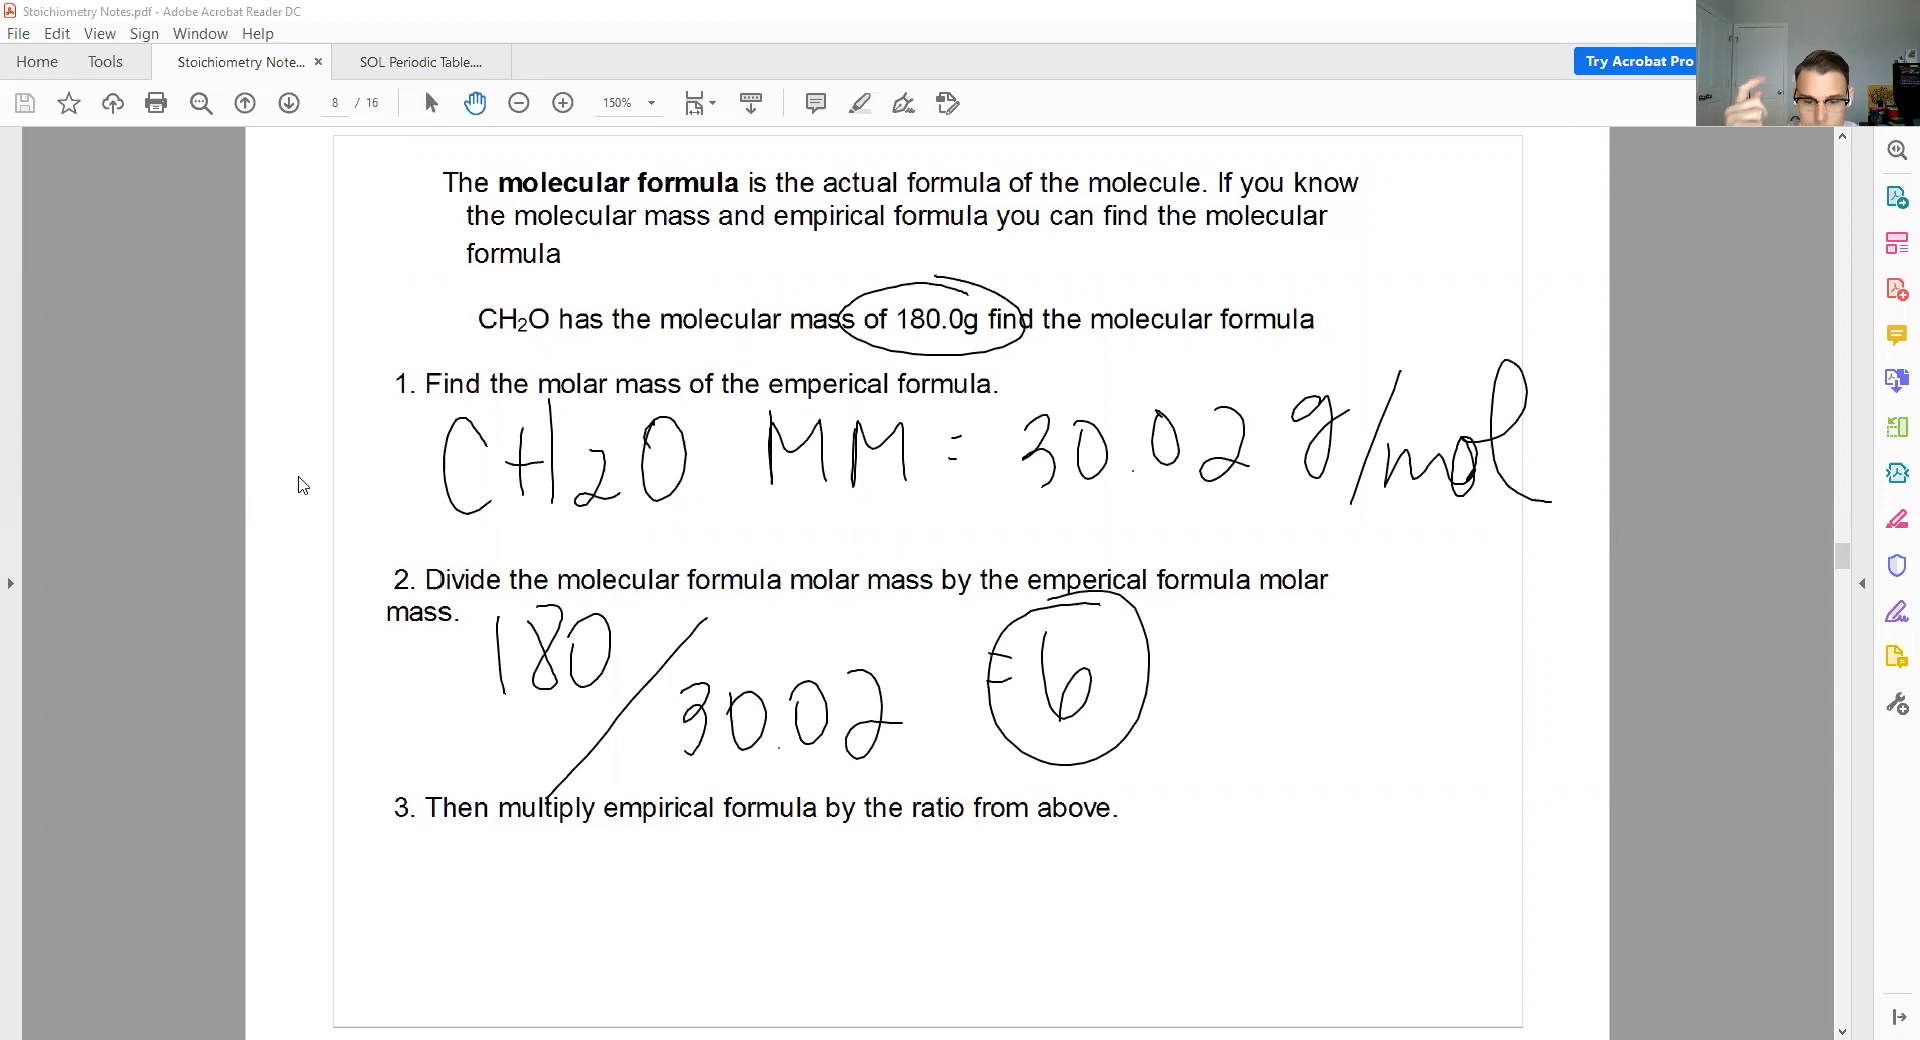 Stoichiometry Notes.pdf - Adobe Acrobat Reader DC
File Edit View Sign Window Help
Home Tools Stoichiometry Note... × SOL Periodic Table.... Try Acrobat Pro
8 / 16 150%
The molecular formula is the actual formula of the molecule. If you know
the molecular mass and empirical formula you can find the molecular
formula
CH₂O has the molecular mass of 180.0g find the molecular formula
1. Find the molar mass of the emperical formula.
CH2O MM = 30.02 g/mol
2. Divide the molecular formula molar mass by the emperical formula molar
mass.
180/30.02 = 6
3. Then multiply empirical formula by the ratio from above.